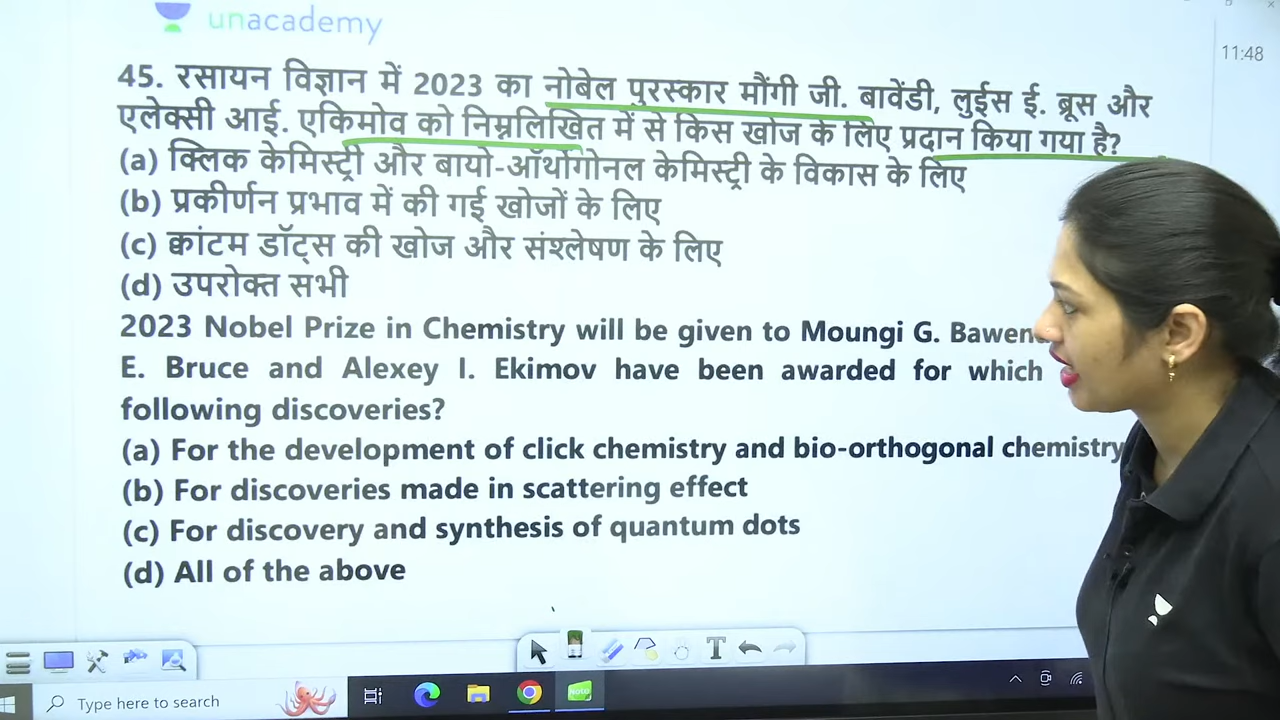 unacademy
11:48
45. रसायन विज्ञान में 2023 का नोबेल पुरस्कार मौंगी जी. बावेंडी, लुईस ई. ब्रूस और
एलेक्सी आई. एकिमोव को निम्नलिखित में से किस खोज के लिए प्रदान किया गया है?
(a) क्लिक केमिस्ट्री और बायो-ऑर्थोगोनल केमिस्ट्री के विकास के लिए
(b) प्रकीर्णन प्रभाव में की गई खोजों के लिए
(c) क्वांटम डॉट्स की खोज और संश्लेषण के लिए
(d) उपरोक्त सभी
2023 Nobel Prize in Chemistry will be given to Moungi G.
E. Bruce and Alexey I. Ekimov have been awarded for which
following discoveries?
(a) For the development of click chemistry and bio-orthogonal chemistry
(b) For discoveries made in scattering effect
(c) For discovery and synthesis of quantum dots
(d) All of the above
T
Type here to search
Note